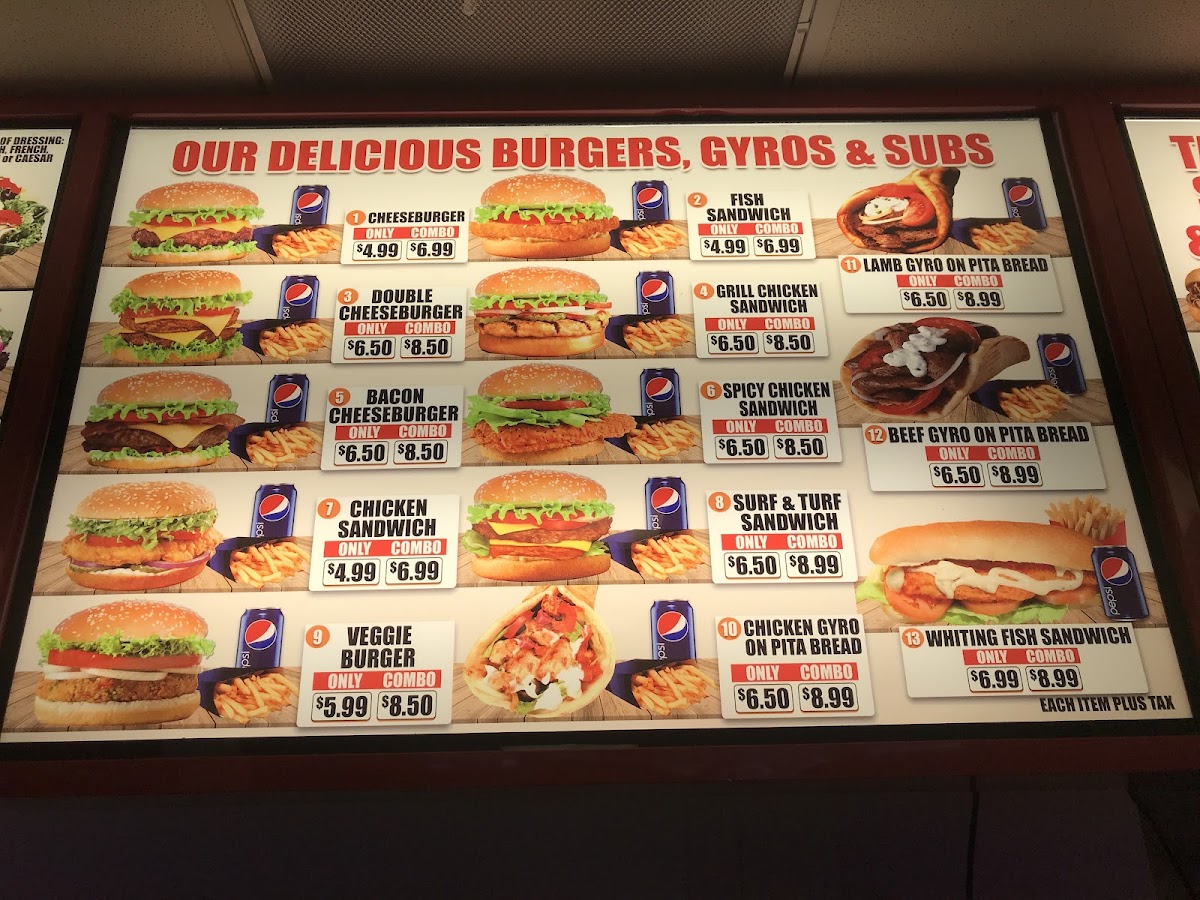 OF DRESSING:
H, FRENCH,
or CAESAR
OUR DELICIOUS BURGERS, GYROS & SUBS
1 CHEESEBURGER
ONLY COMBO
$4.99 $6.99
2 FISH
SANDWICH
ONLY COMBO
$4.99 $6.99
3 DOUBLE
CHEESEBURGER
ONLY COMBO
$6.50 $8.50
4 GRILL CHICKEN
SANDWICH
ONLY COMBO
$6.50 $8.50
5 BACON
CHEESEBURGER
ONLY COMBO
$6.50 $8.50
6 SPICY CHICKEN
SANDWICH
ONLY COMBO
$6.50 $8.50
7 CHICKEN
SANDWICH
ONLY COMBO
$4.99 $6.99
8 SURF & TURF
SANDWICH
ONLY COMBO
$6.50 $8.99
9 VEGGIE
BURGER
ONLY COMBO
$5.99 $8.50
10 CHICKEN GYRO
ON PITA BREAD
ONLY COMBO
$6.50 $8.99
11 LAMB GYRO ON PITA BREAD
ONLY COMBO
$6.50 $8.99
12 BEEF GYRO ON PITA BREAD
ONLY COMBO
$6.50 $8.99
pepsi
13 WHITING FISH SANDWICH
ONLY COMBO
$6.99 $8.99
EACH ITEM PLUS TAX
&